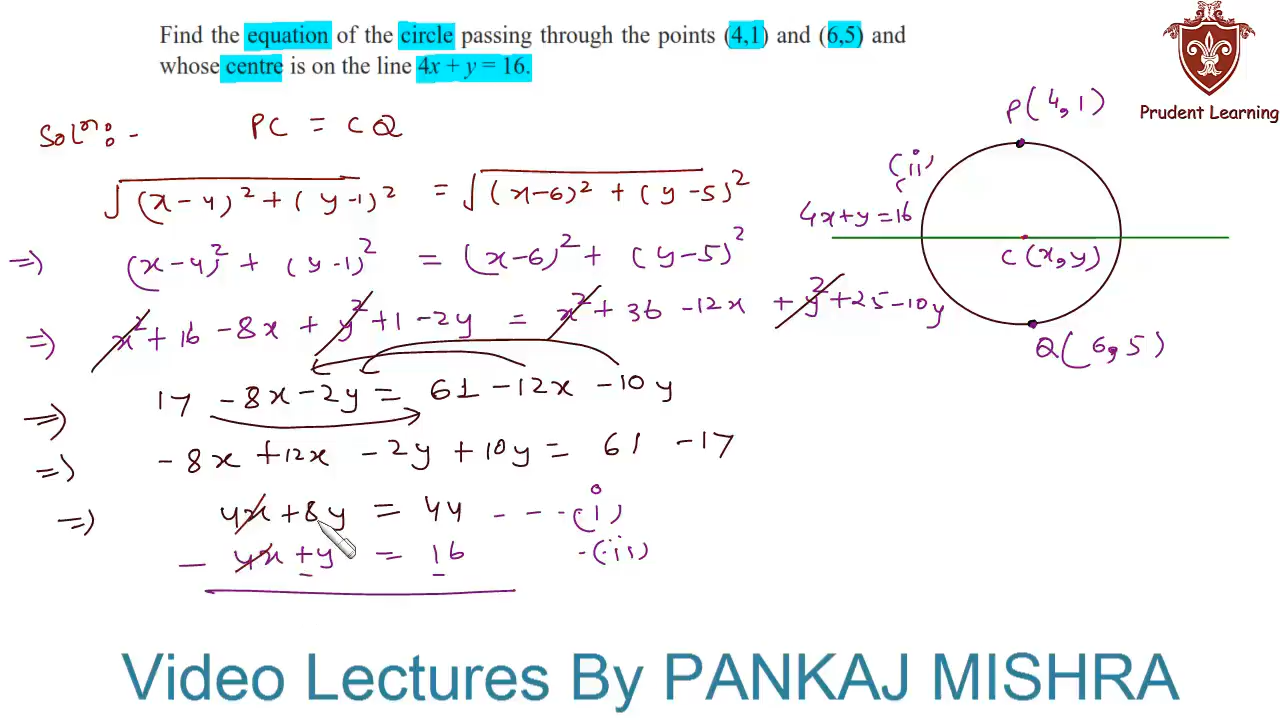 Find the equation of the circle passing through the points (4,1) and (6,5) and
whose centre is on the line 4x + y = 16.
Prudent Learning
Solⁿ:- PC = CQ
√(x-4)² + (y-1)² = √(x-6)² + (y-5)²
=> (x-4)² + (y-1)² = (x-6)² + (y-5)²
=> x² + 16 - 8x + y² + 1 - 2y = x² + 36 - 12x + y² + 25 - 10y
=> 17 - 8x - 2y = 61 - 12x - 10y
=> - 8x + 12x - 2y + 10y = 61 - 17
=> 4x + 8y = 44 - - - (i)
- 4x + y = 16 - (ii)
- -
P(4,1)
(ii)
4x+y=16
C(x,y)
Q(6,5)
Video Lectures By PANKAJ MISHRA